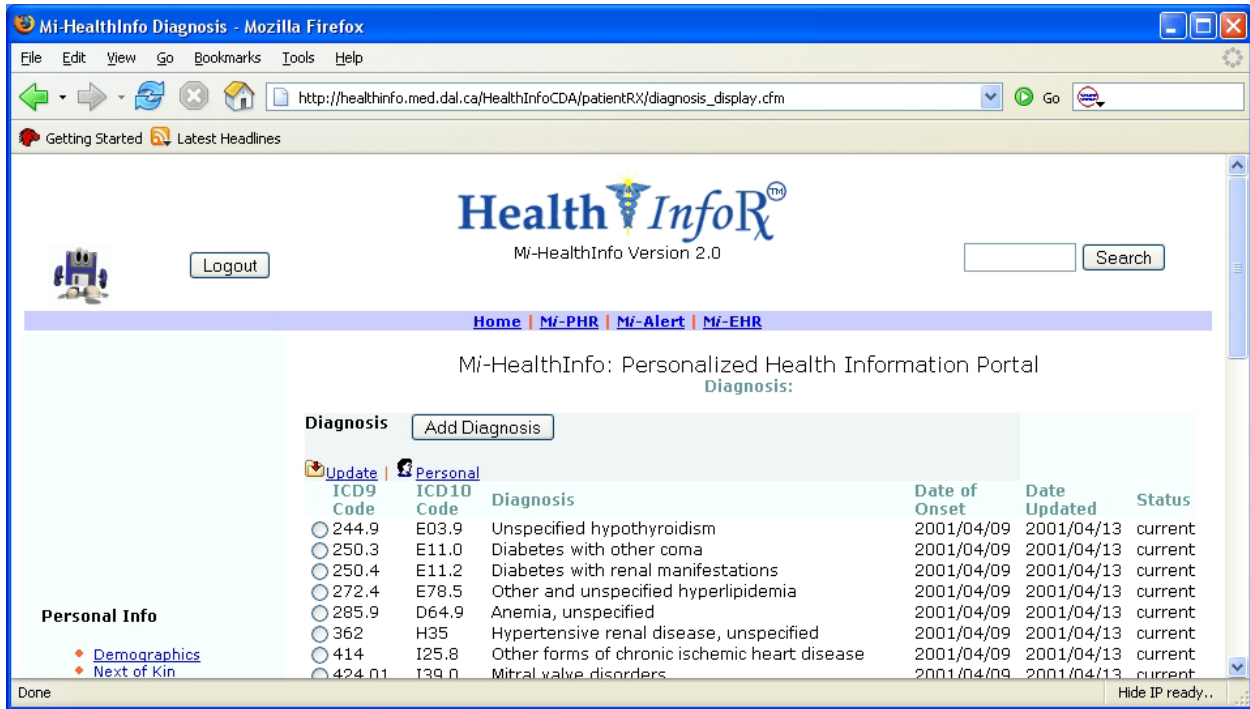 Mi-HealthInfo Diagnosis - Mozilla Firefox
File Edit View Go Bookmarks Tools Help
http://healthinfo.med.dal.ca/HealthInfoCDA/patientRX/diagnosis_display.cfm Go
Getting Started Latest Headlines
Health InfoRx TM
Mi-HealthInfo Version 2.0
Logout Search
Home | Mi-PHR | Mi-Alert | Mi-EHR
Mi-HealthInfo: Personalized Health Information Portal
Diagnosis:
Diagnosis Add Diagnosis
Update | Personal
ICD9 Code ICD10 Code Diagnosis Date of Onset Date Updated Status
244.9 E03.9 Unspecified hypothyroidism 2001/04/09 2001/04/13 current
250.3 E11.0 Diabetes with other coma 2001/04/09 2001/04/13 current
250.4 E11.2 Diabetes with renal manifestations 2001/04/09 2001/04/13 current
272.4 E78.5 Other and unspecified hyperlipidemia 2001/04/09 2001/04/13 current
285.9 D64.9 Anemia, unspecified 2001/04/09 2001/04/13 current
362 H35 Hypertensive renal disease, unspecified 2001/04/09 2001/04/13 current
414 I25.8 Other forms of chronic ischemic heart disease 2001/04/09 2001/04/13 current
424.01 I39.0 Mitral valve disorders 2001/04/09 2001/04/13 current
Personal Info
Demographics
Next of Kin
Done Hide IP ready..